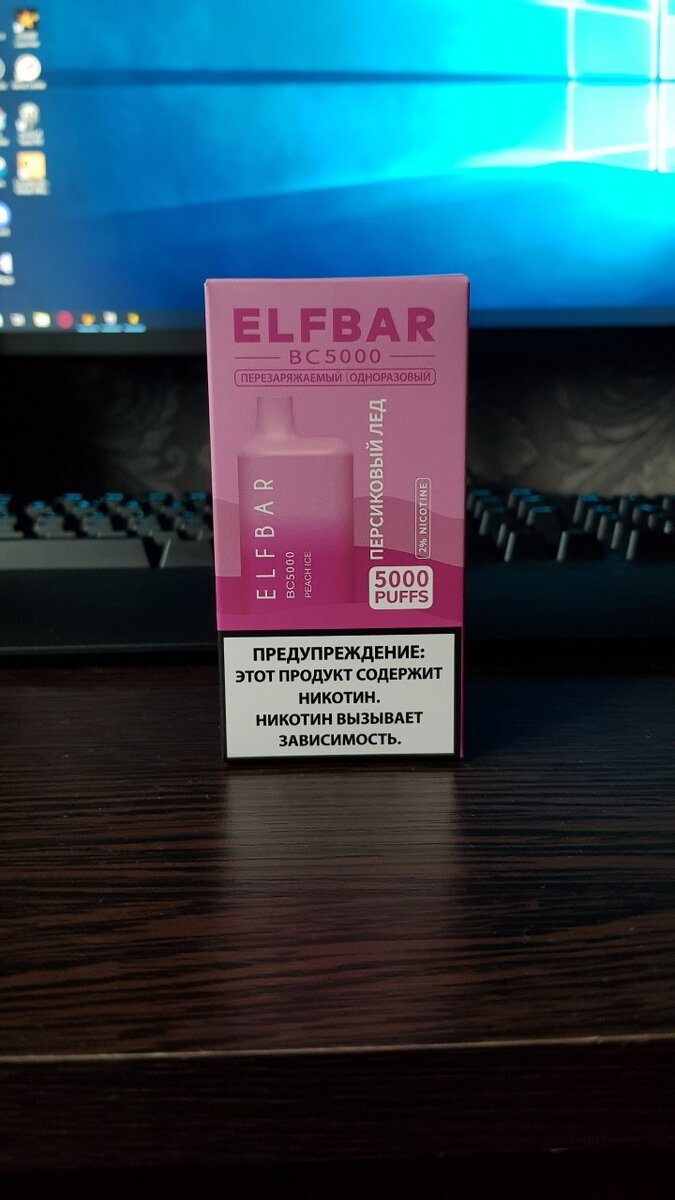 ELFBAR
BC5000
ПЕРЕЗАРЯЖАЕМЫЙ | ОДНОРАЗОВЫЙ
ELFBAR
BC5000
PEACH ICE
ПЕРСИКОВЫЙ ЛЕД
2% NICOTINE
5000
PUFFS
ПРЕДУПРЕЖДЕНИЕ:
ЭТОТ ПРОДУКТ СОДЕРЖИТ
НИКОТИН.
НИКОТИН ВЫЗЫВАЕТ
ЗАВИСИМОСТЬ.